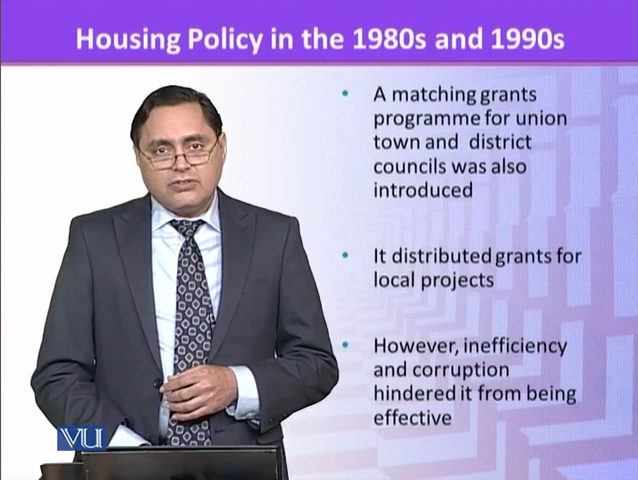 Housing Policy in the 1980s and 1990s
• A matching grants
programme for union
town and district
councils was also
introduced
• It distributed grants for
local projects
• However, inefficiency
and corruption
hindered it from being
effective
VU